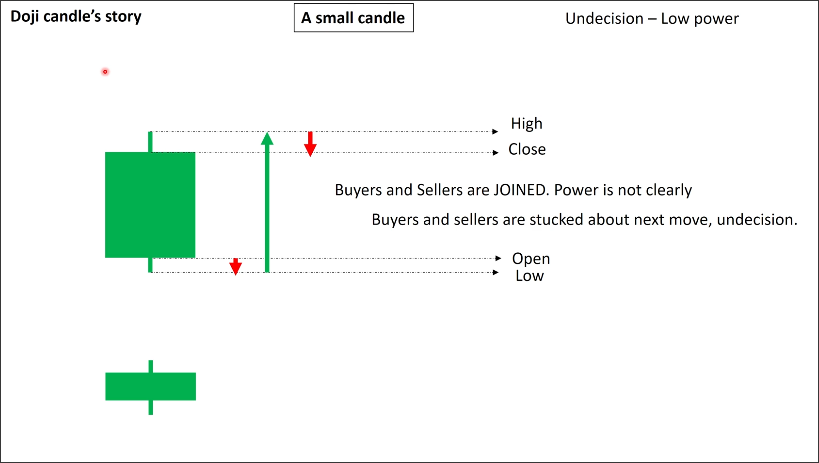 Doji candle's story
A small candle
Undecision – Low power
High
Close
Buyers and Sellers are JOINED. Power is not clearly
Buyers and sellers are stucked about next move, undecision.
Open
Low